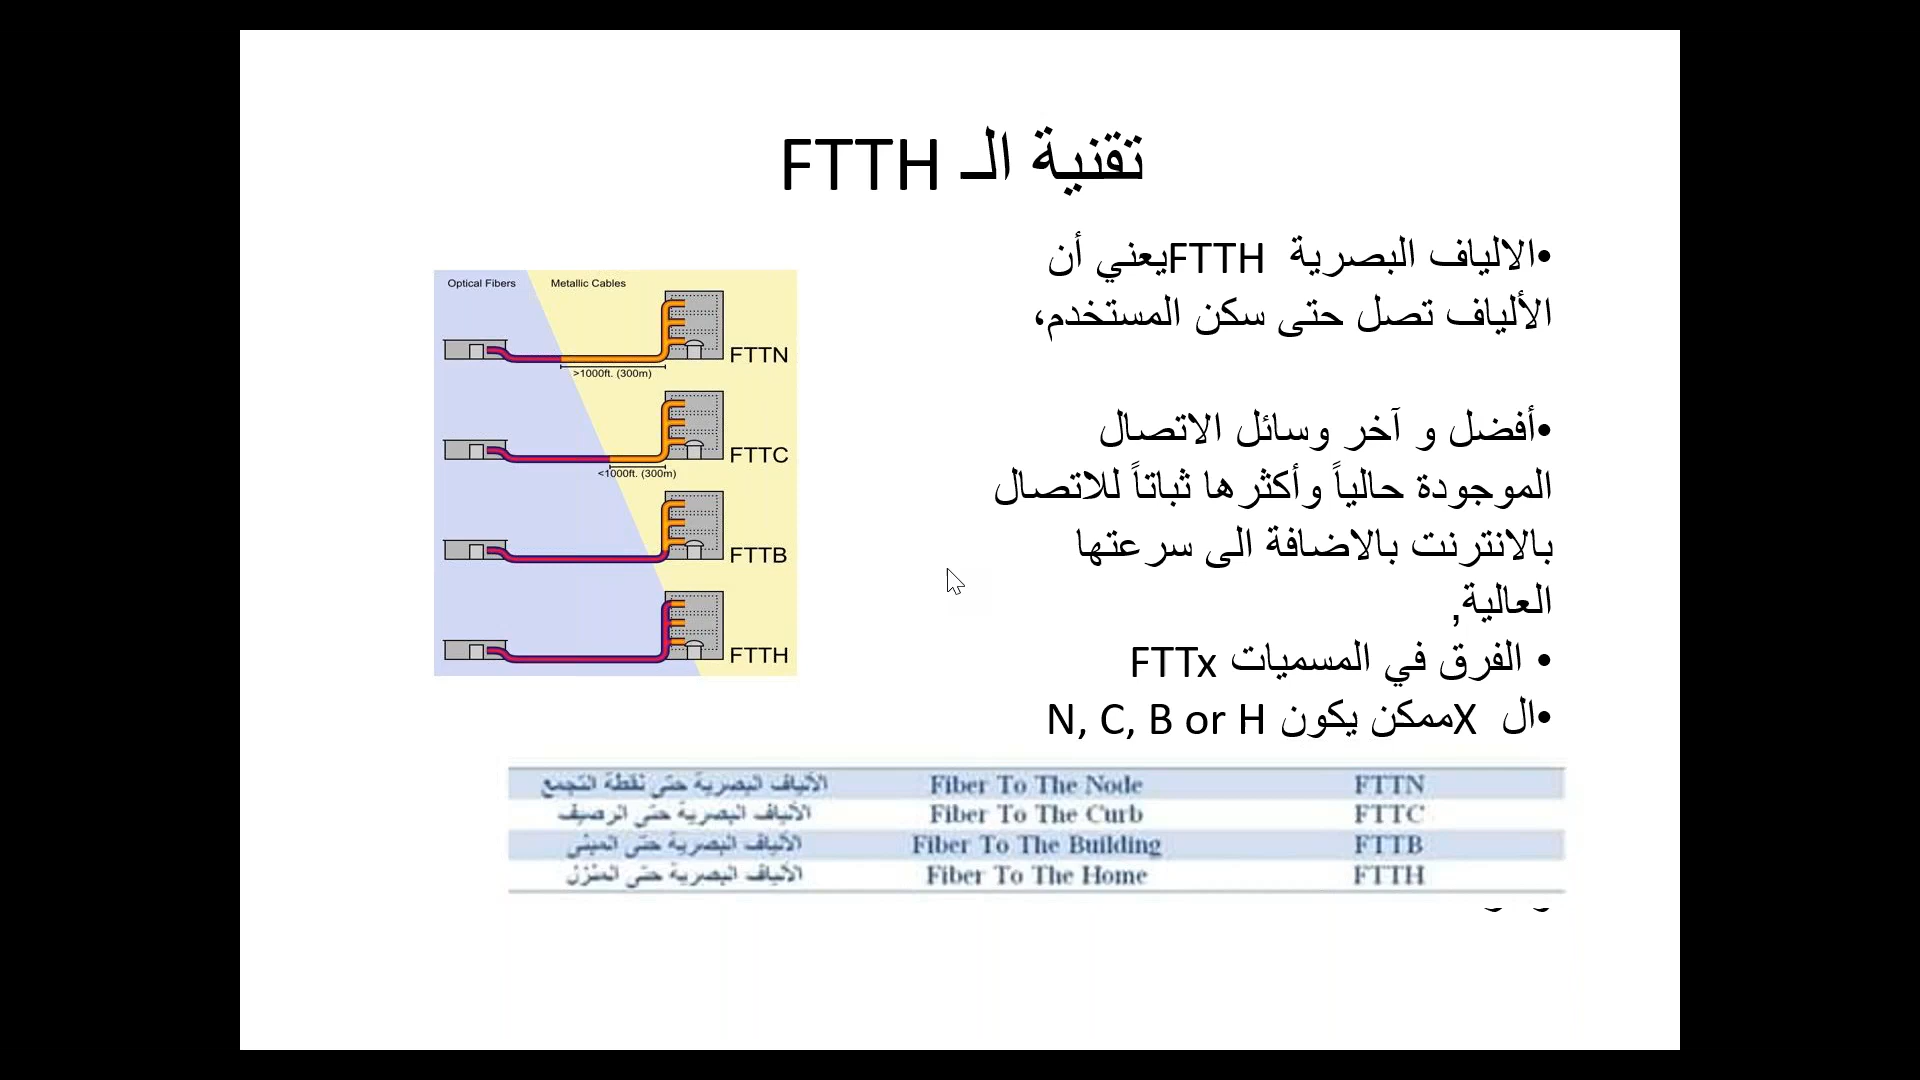 تقنية الـ FTTH
•الالياف البصرية FTTHيعني أن
الألياف تصل حتى سكن المستخدم،
•أفضل و آخر وسائل الاتصال
الموجودة حالياً وأكثرها ثباتاً للاتصال
بالانترنت بالاضافة الى سرعتها
العالية,
• الفرق في المسميات FTTx
•ال Xممكن يكون N, C, B or H
Optical Fibers Metallic Cables
FTTN
>1000ft. (300m)
FTTC
<1000ft. (300m)
FTTB
FTTH
FTTN Fiber To The Node الألياف البصرية حتى نقطة التجمع
FTTC Fiber To The Curb الألياف البصرية حتى الرصيف
FTTB Fiber To The Building الألياف البصرية حتى المبنى
FTTH Fiber To The Home الألياف البصرية حتى المنزل